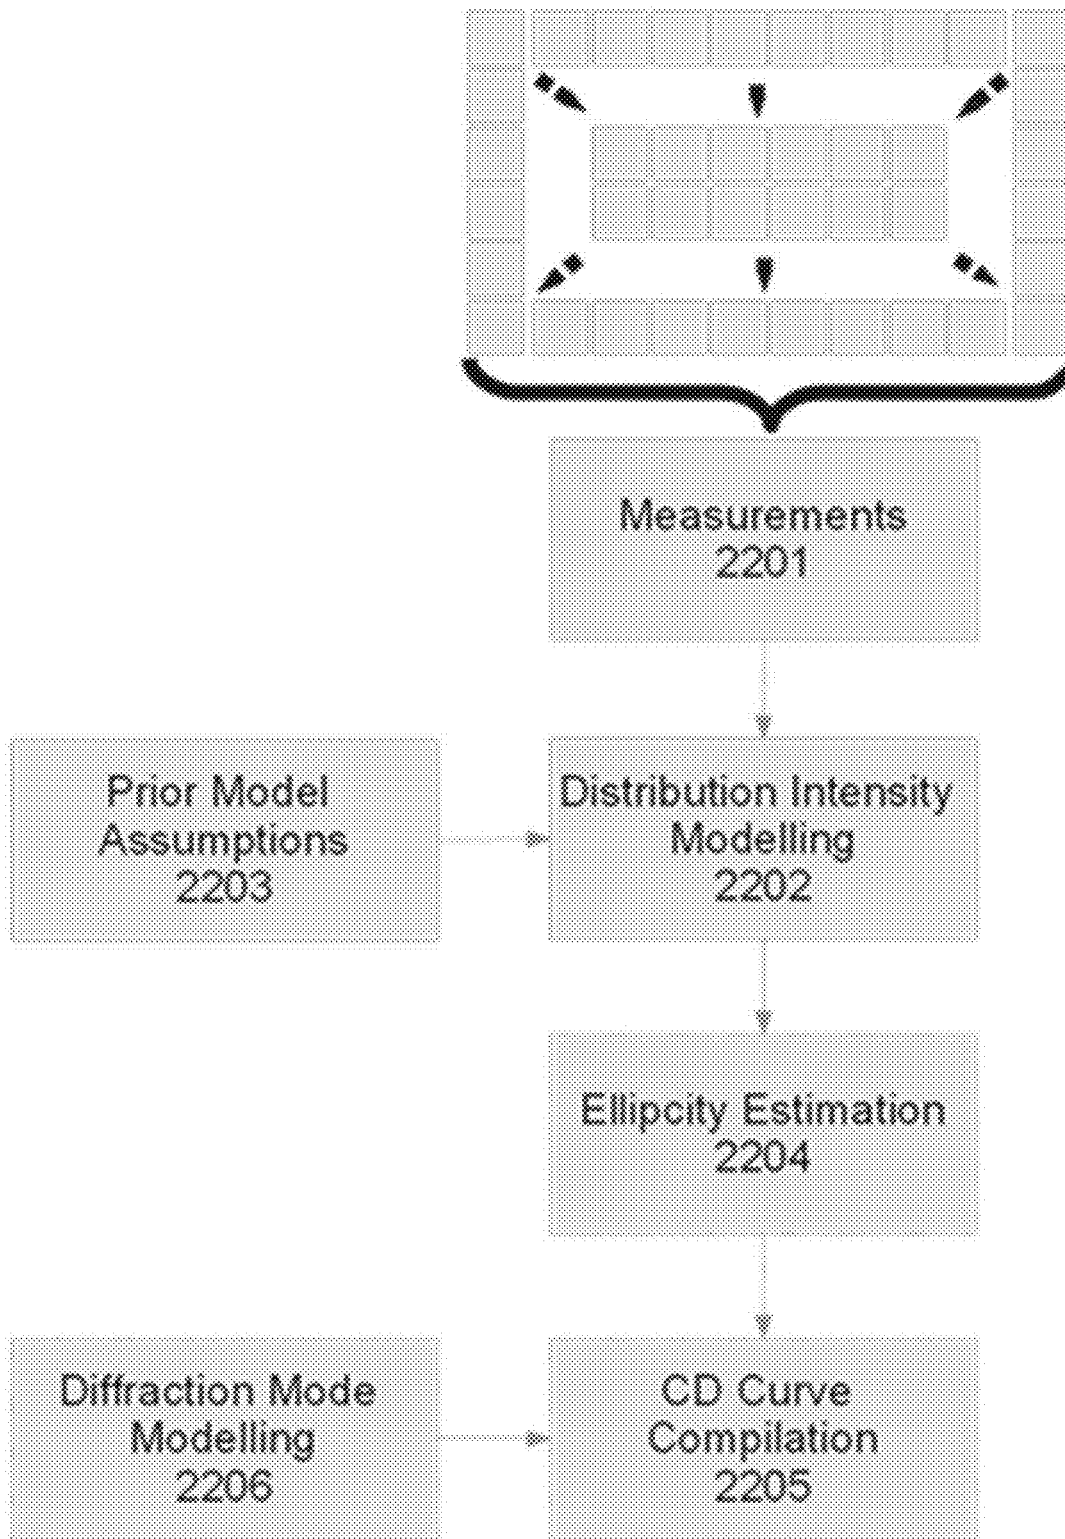 Measurements
2201
Prior Model
Assumptions
2203
Distribution Intensity
Modelling
2202
Ellipcity Estimation
2204
Diffraction Mode
Modelling
2206
CD Curve
Compilation
2205